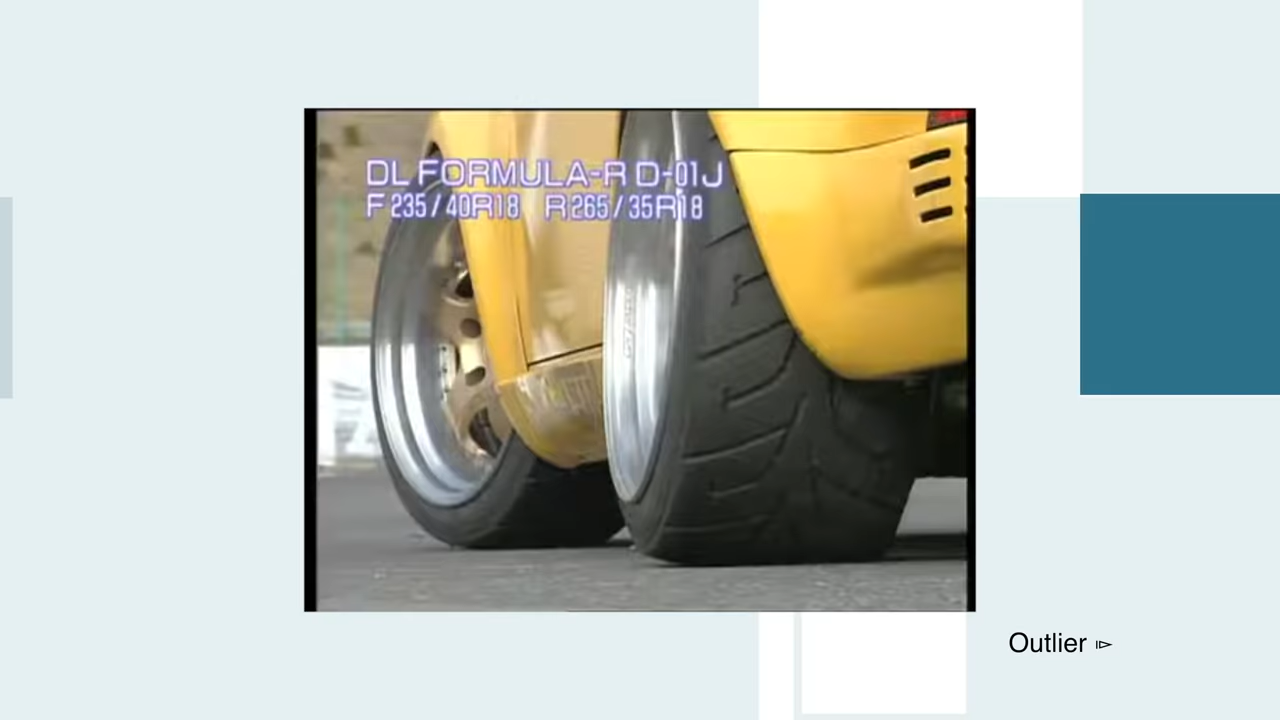 DL FORMULA-R D-01J
F 235/40R18 R 265/35R18
Outlier ⌲